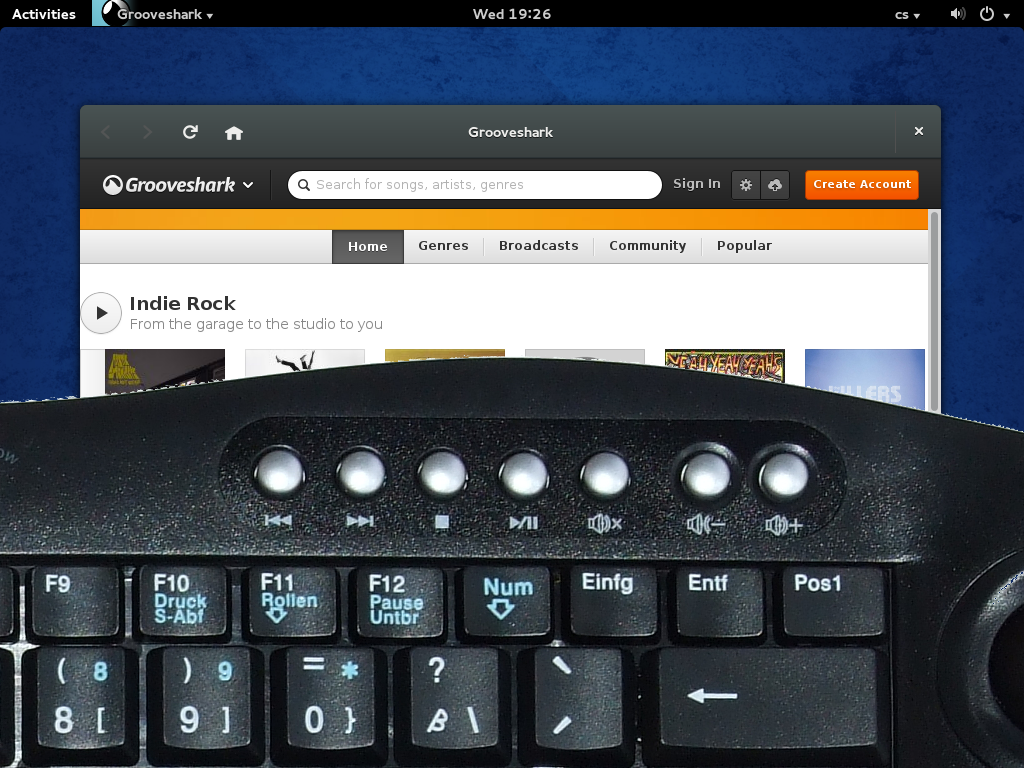 Activities Grooveshark Wed 19:26 cs
Grooveshark
Grooveshark Search for songs, artists, genres Sign In Create Account
Home Genres Broadcasts Community Popular
Indie Rock
From the garage to the studio to you
YEAH YEAH YEAHS
KILLERS
F9 F10 F11 F12 Num Einfg Entf Pos1
Druck Rollen Pause
S-Abf Untbr
( 8 ) 9 = * ? `
8 [ 9 ] 0 } ß \ ´